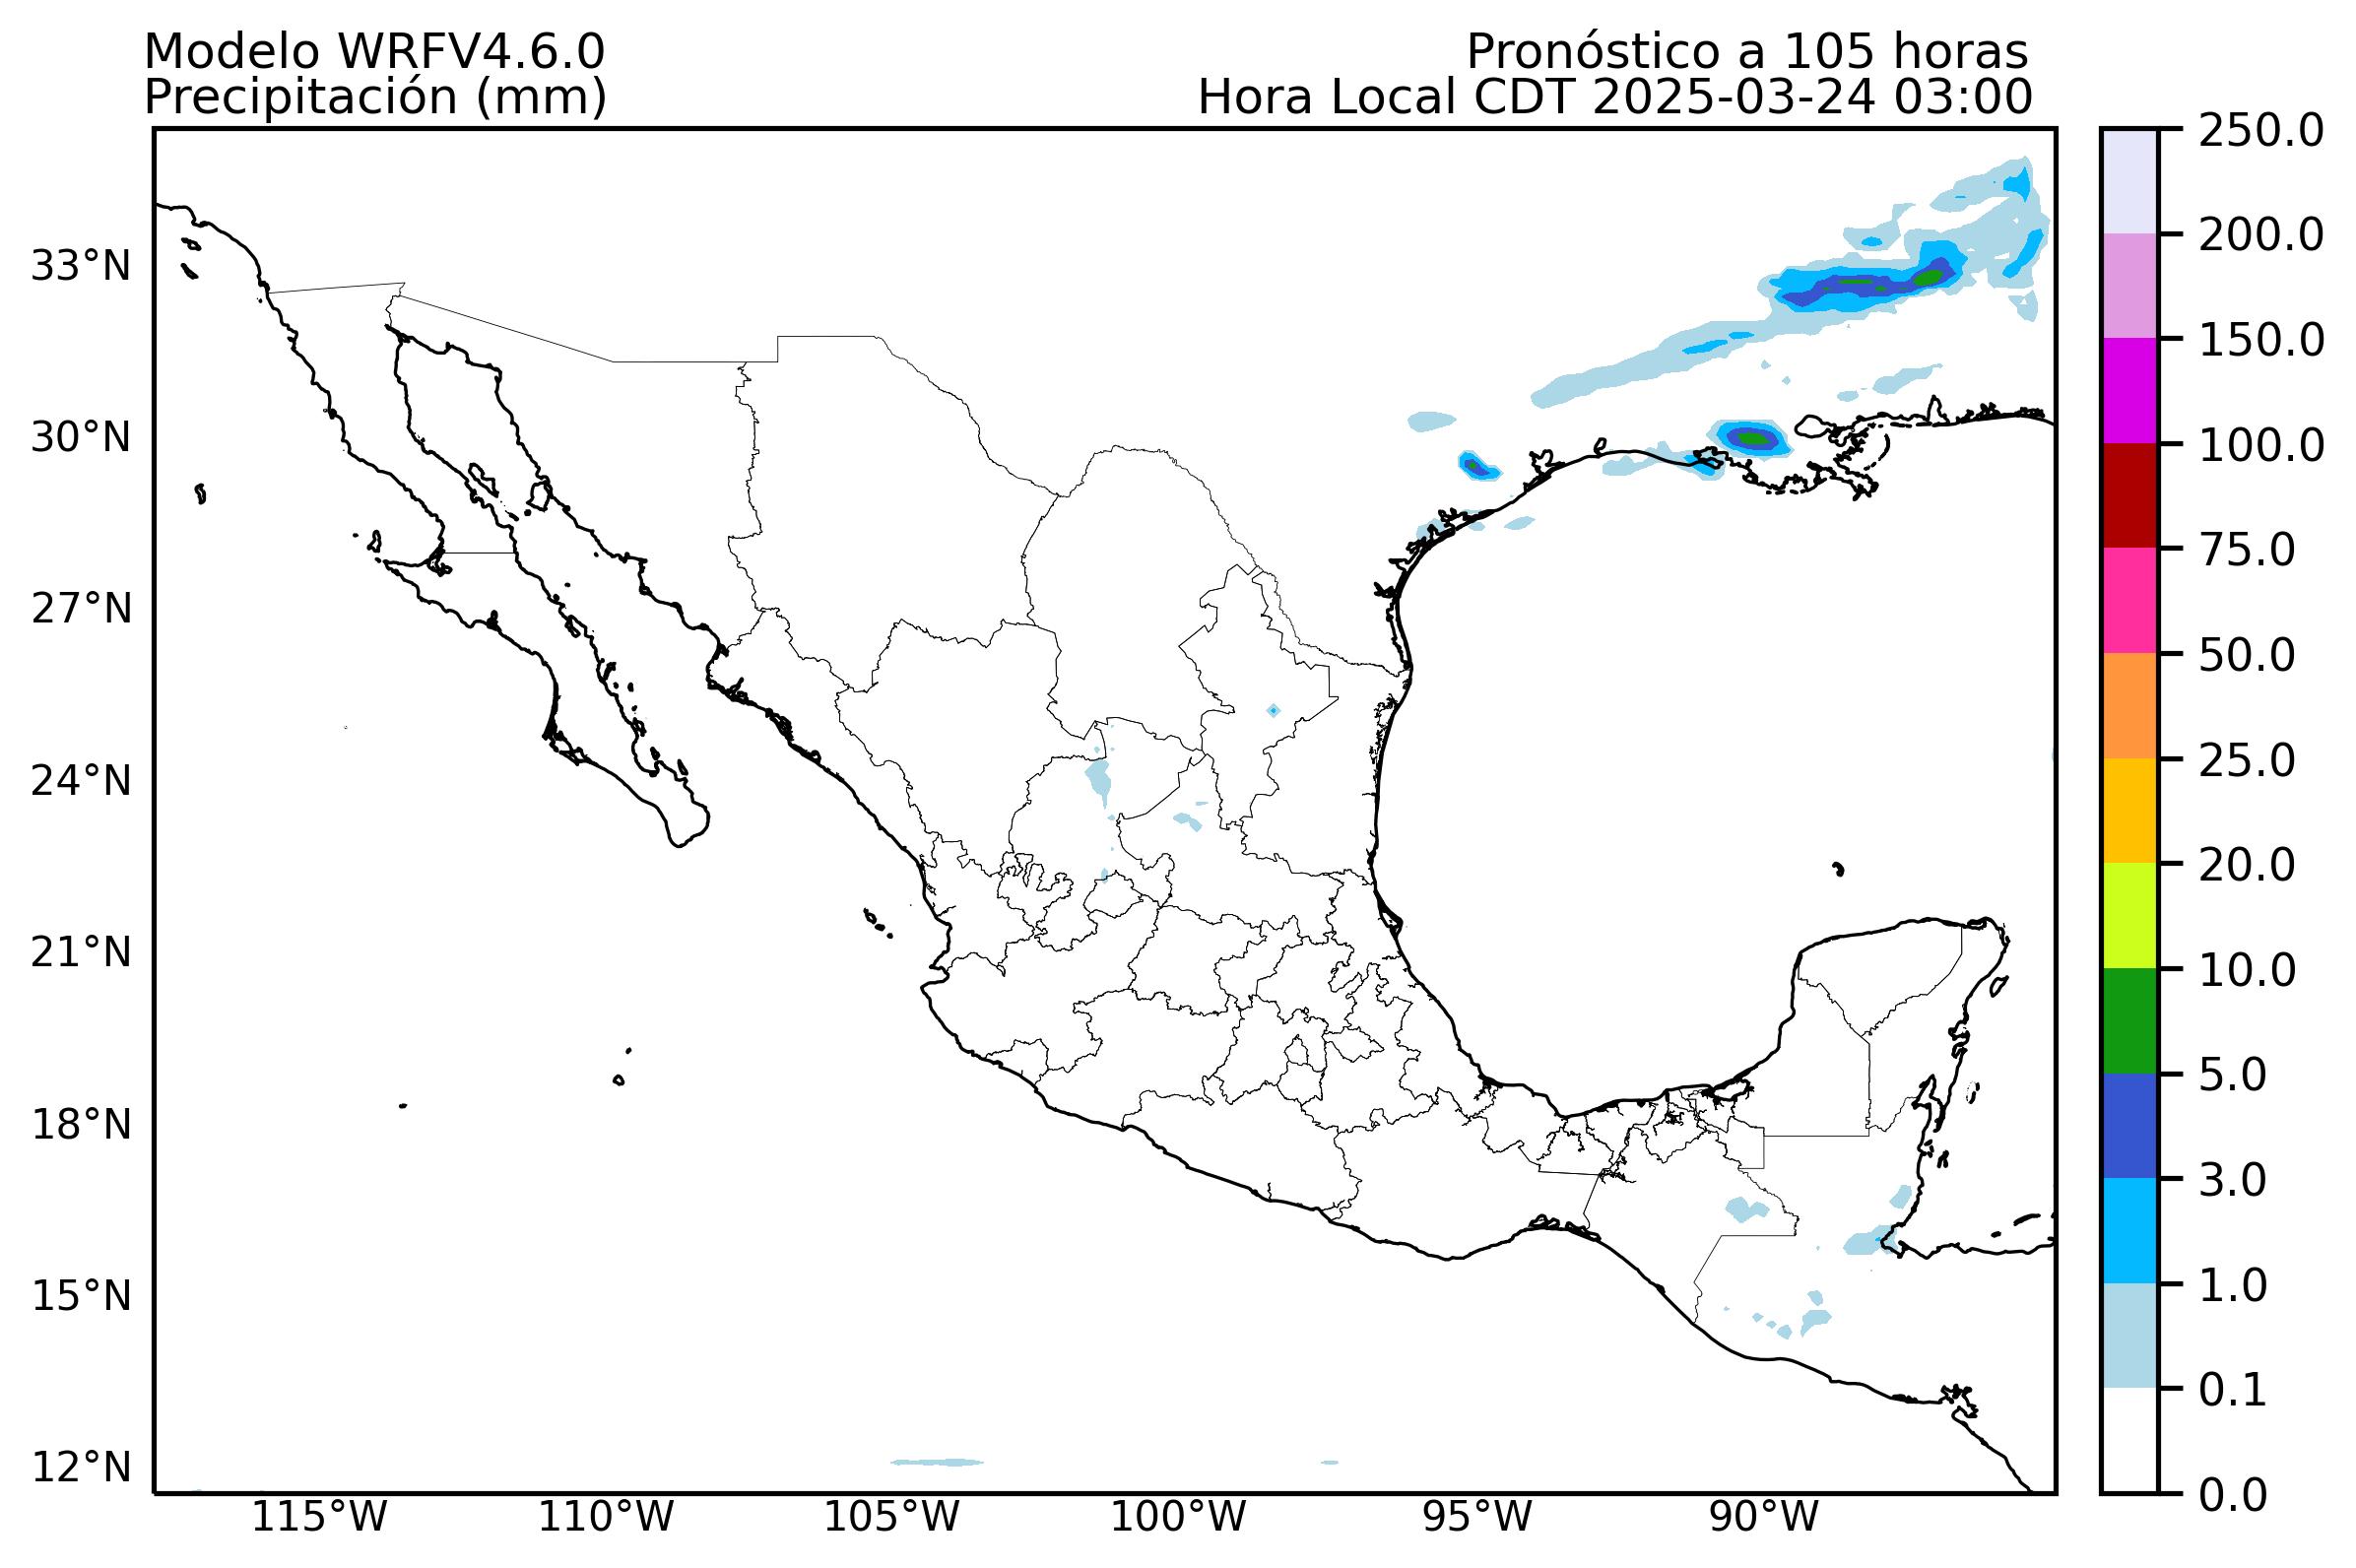 Modelo WRFV4.6.0
Pronóstico a 105 horas
Precipitación (mm)
Hora Local CDT 2025-03-24 03:00
33°N
30°N
27°N
24°N
21°N
18°N
15°N
12°N
115°W
110°W
105°W
100°W
95°W
90°W
250.0
200.0
150.0
100.0
75.0
50.0
25.0
20.0
10.0
5.0
3.0
1.0
0.1
0.0